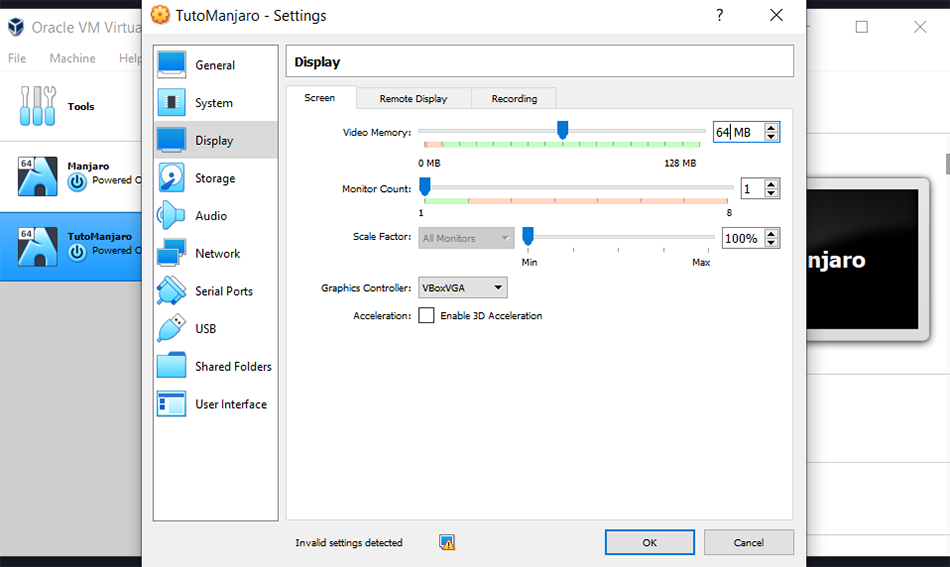 TutoManjaro - Settings
?
Oracle VM Virtua
File Machine Help
Tools
64
Manjaro
Powered O
64
TutoManjaro
Powered O
General
System
Display
Storage
Audio
Network
Serial Ports
USB
Shared Folders
User Interface
Display
Screen Remote Display Recording
Video Memory: 64 MB
0 MB 128 MB
Monitor Count: 1
1 8
Scale Factor: All Monitors 100%
Min Max
Graphics Controller: VBoxVGA
Acceleration: Enable 3D Acceleration
Invalid settings detected
OK Cancel
njaro